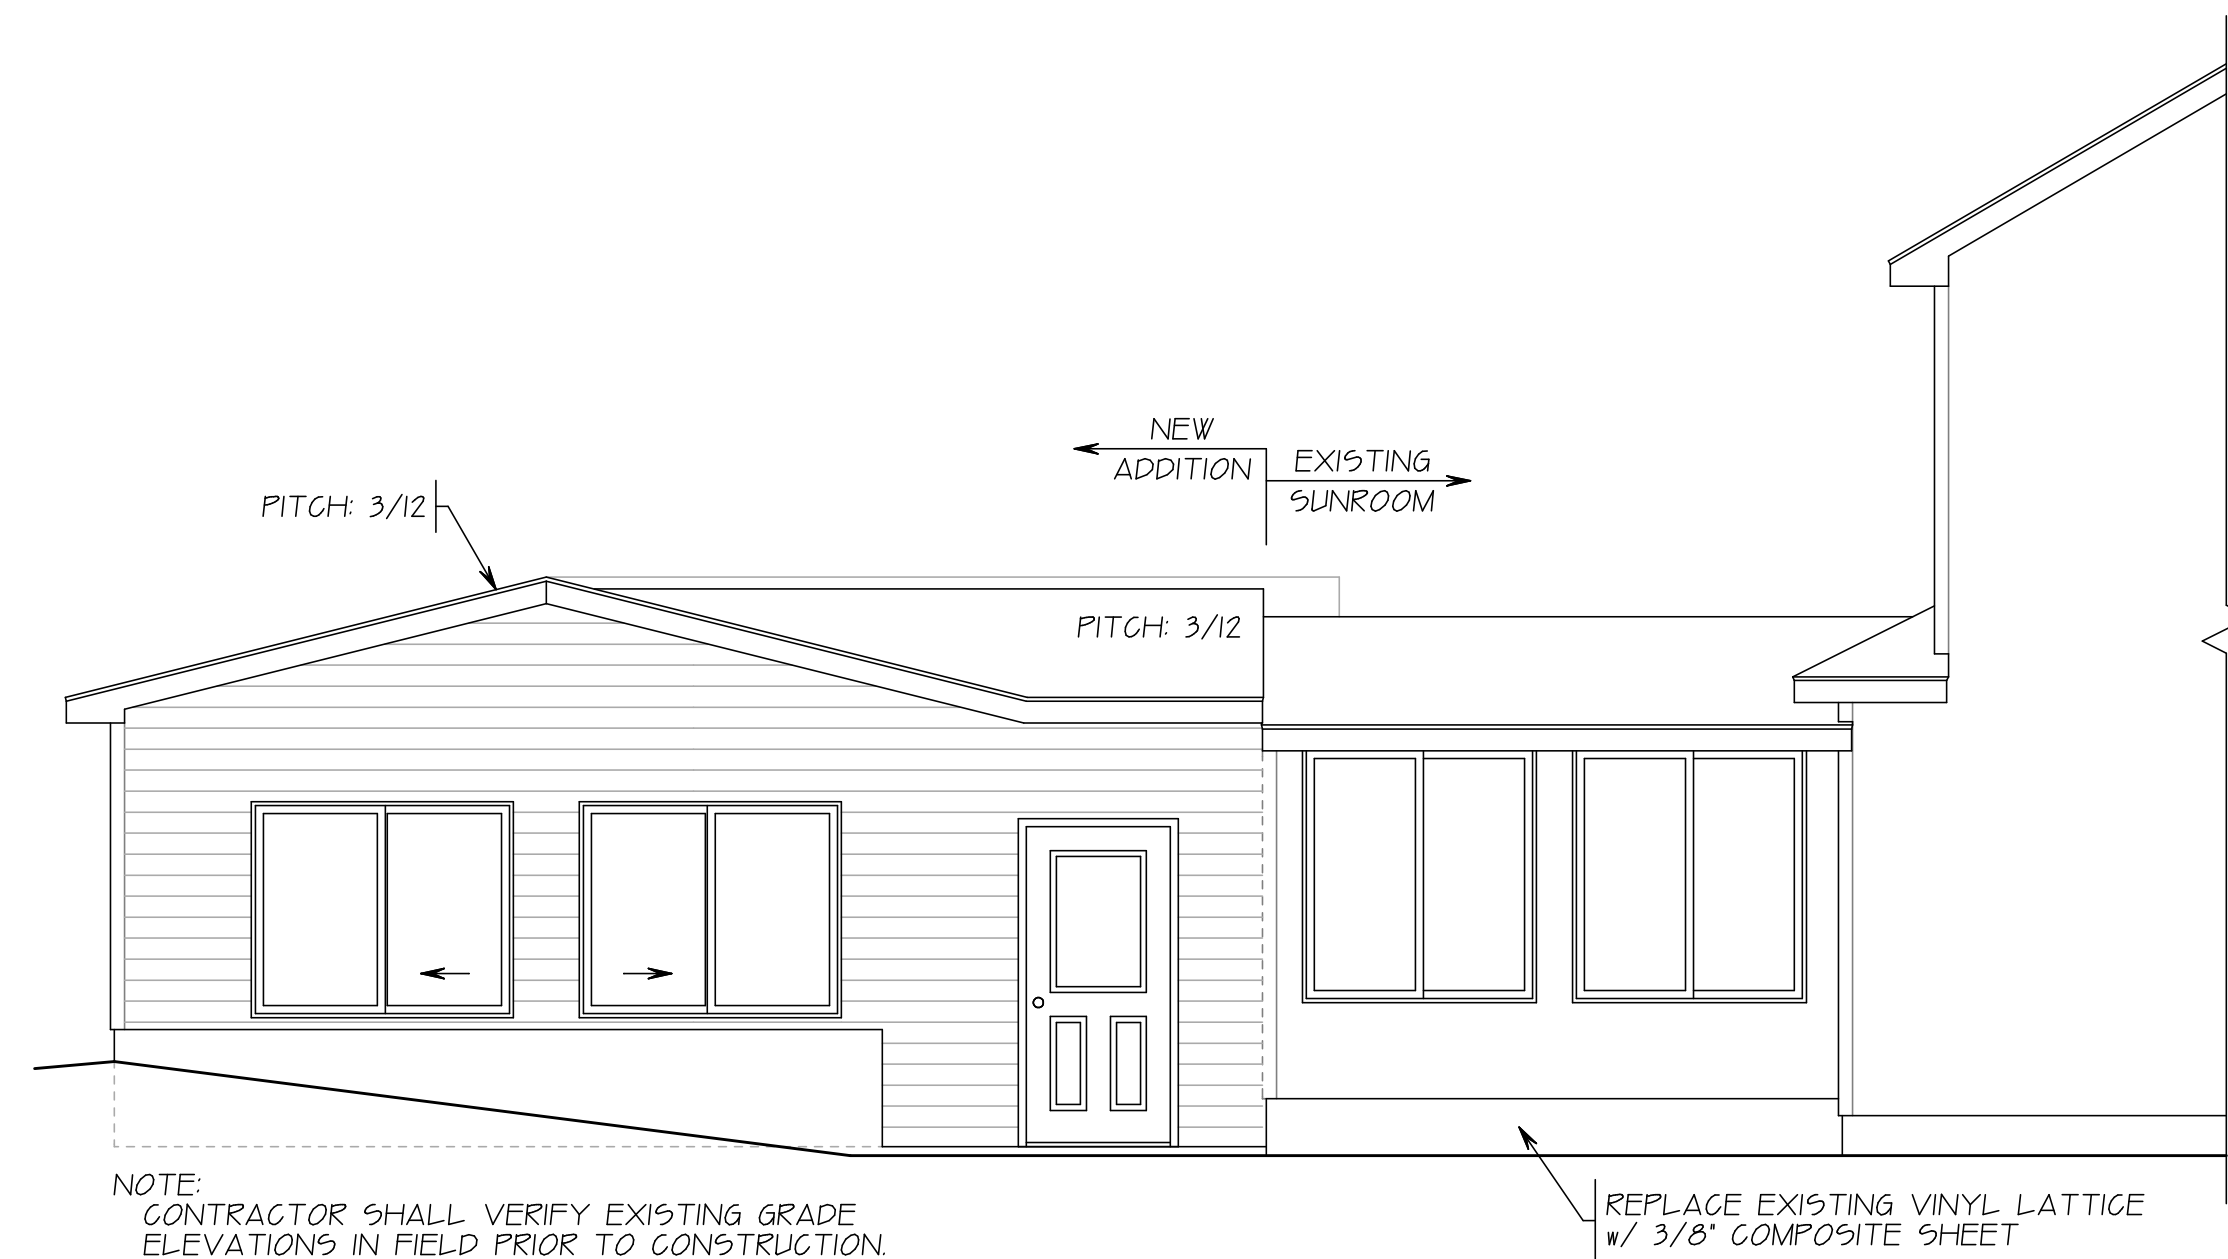 NEW
ADDITION
EXISTING
SUNROOM
PITCH: 3/12
PITCH: 3/12
NOTE:
CONTRACTOR SHALL VERIFY EXISTING GRADE
ELEVATIONS IN FIELD PRIOR TO CONSTRUCTION.
REPLACE EXISTING VINYL LATTICE
w/ 3/8" COMPOSITE SHEET